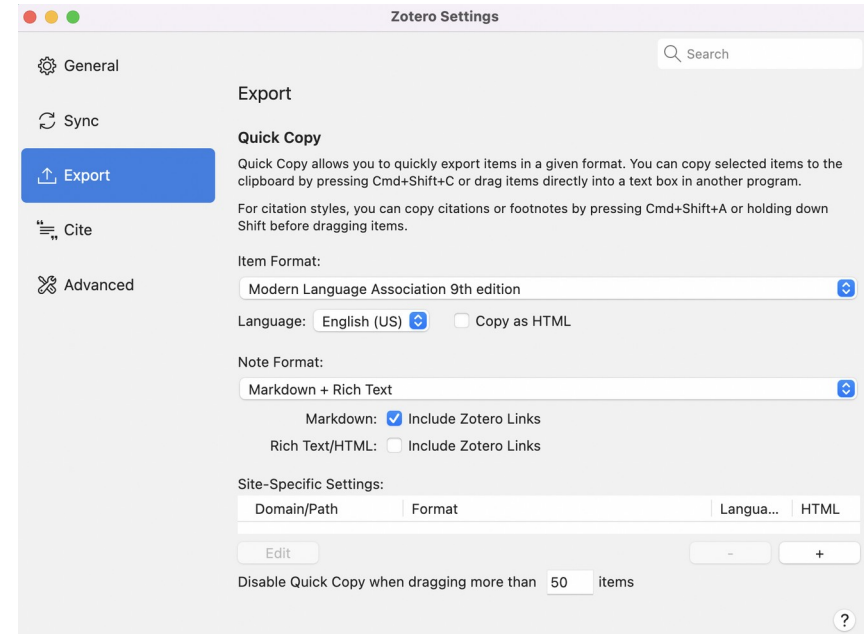 Zotero Settings
General
Sync
Export
Cite
Advanced
Search
Export
Quick Copy
Quick Copy allows you to quickly export items in a given format. You can copy selected items to the
clipboard by pressing Cmd+Shift+C or drag items directly into a text box in another program.
For citation styles, you can copy citations or footnotes by pressing Cmd+Shift+A or holding down
Shift before dragging items.
Item Format:
Modern Language Association 9th edition
Language: English (US) Copy as HTML
Note Format:
Markdown + Rich Text
Markdown: Include Zotero Links
Rich Text/HTML: Include Zotero Links
Site-Specific Settings:
Domain/Path Format Langua... HTML
Edit - +
Disable Quick Copy when dragging more than 50 items
?